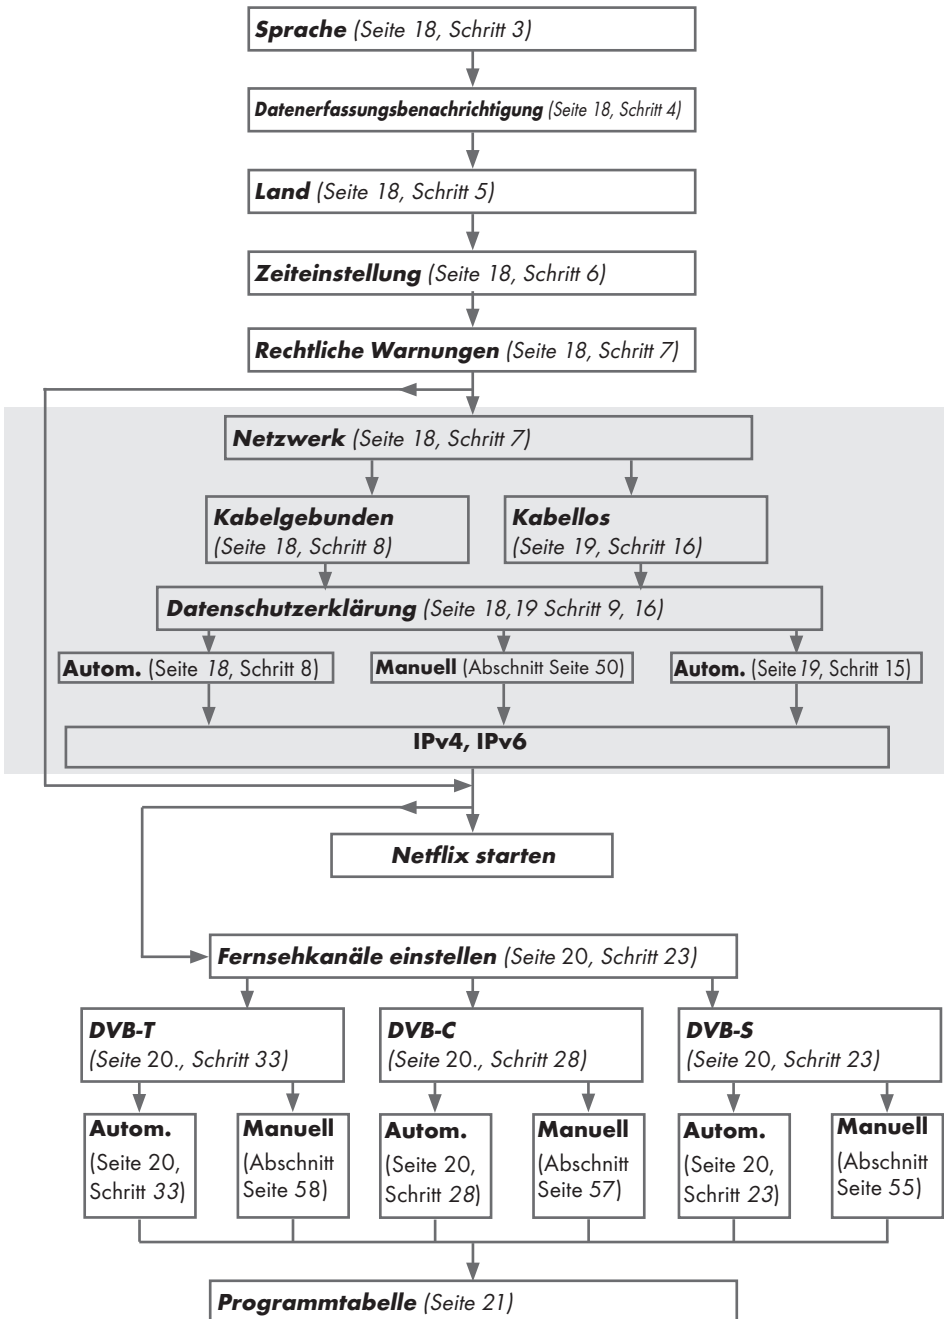 Sprache (Seite 18, Schritt 3)
Datenerfassungsbenachrichtigung (Seite 18, Schritt 4)
Land (Seite 18, Schritt 5)
Zeiteinstellung (Seite 18, Schritt 6)
Rechtliche Warnungen (Seite 18, Schritt 7)
Netzwerk (Seite 18, Schritt 7)
Kabelgebunden
(Seite 18, Schritt 8)
Kabellos
(Seite 19, Schritt 16)
Datenschutzerklärung (Seite 18,19 Schritt 9, 16)
Autom. (Seite 18, Schritt 8)
Manuell (Abschnitt Seite 50)
Autom. (Seite 19, Schritt 15)
IPv4, IPv6
Netflix starten
Fernsehkanäle einstellen (Seite 20, Schritt 23)
DVB-T
(Seite 20., Schritt 33)
DVB-C
(Seite 20., Schritt 28)
DVB-S
(Seite 20, Schritt 23)
Autom.
(Seite 20,
Schritt 33)
Manuell
(Abschnitt
Seite 58)
Autom.
(Seite 20,
Schritt 28)
Manuell
(Abschnitt
Seite 57)
Autom.
(Seite 20,
Schritt 23)
Manuell
(Abschnitt
Seite 55)
Programmtabelle (Seite 21)